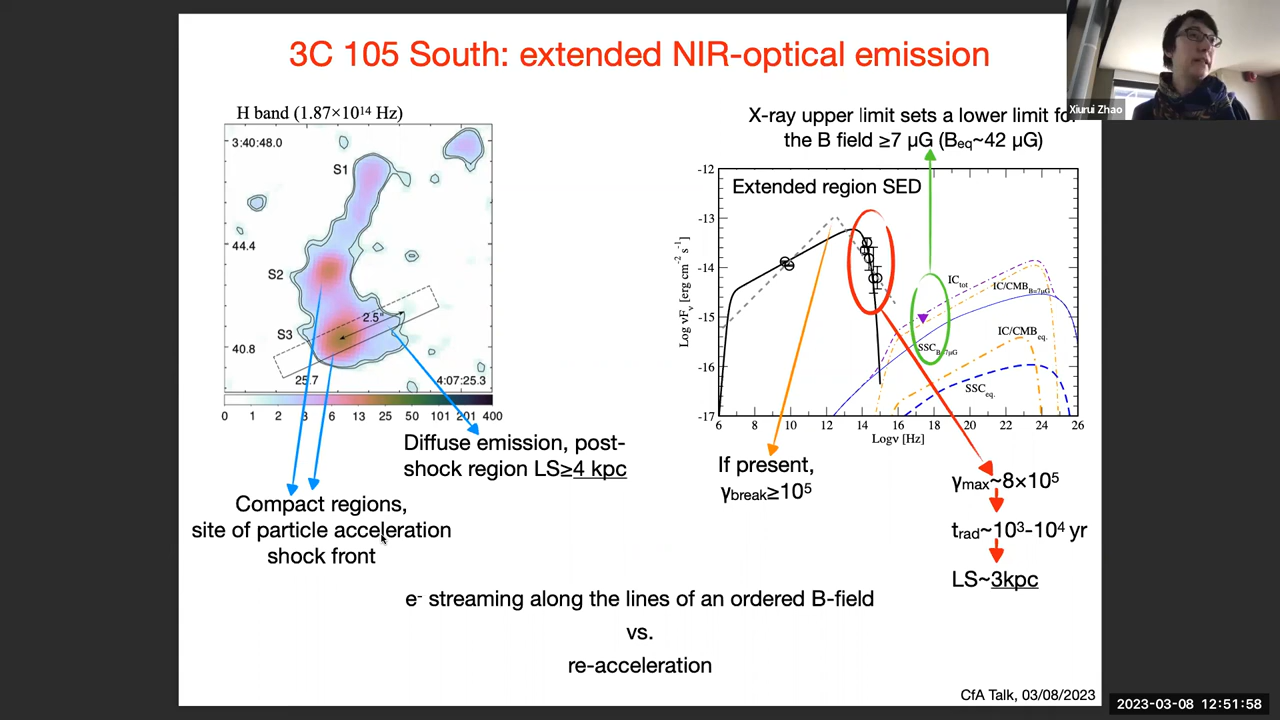 3C 105 South: extended NIR-optical emission
Xiurui Zhao
H band (1.87×10¹⁴ Hz)
3:40:48.0
44.4
40.8
S1
S2
S3
2.5"
25.7
4:07:25.3
0 1 2 3 6 13 25 50 101 201 400
Diffuse emission, post-
shock region LS≥4 kpc
Compact regions,
site of particle acceleration
shock front
X-ray upper limit sets a lower limit for
the B field ≥7 µG (Beq~42 µG)
Extended region SED
-12
-13
-14
-15
-16
-17
Log νFν [erg cm⁻² s⁻¹]
ICtot
IC/CMBB=7µG
SSCB=7µG
IC/CMBeq.
SSCeq.
6 8 10 12 14 16 18 20 22 24 26
Logν [Hz]
If present,
γbreak≥10⁵
γmax~8×10⁵
trad~10³-10⁴ yr
LS~3kpc
e⁻ streaming along the lines of an ordered B-field
vs.
re-acceleration
CfA Talk, 03/08/2023
2023-03-08 12:51:58